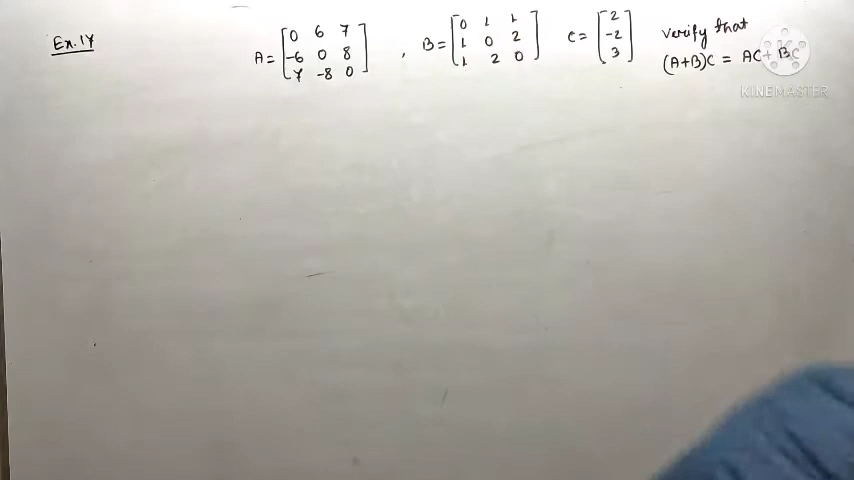 Ex.17 A = [0 6 7 , B = [0 1 1 C = [2 verify that
-6 0 8 1 0 2 -2 (A+B)C = AC + BC
7 -8 0] 1 2 0] 3]
KINEMASTER